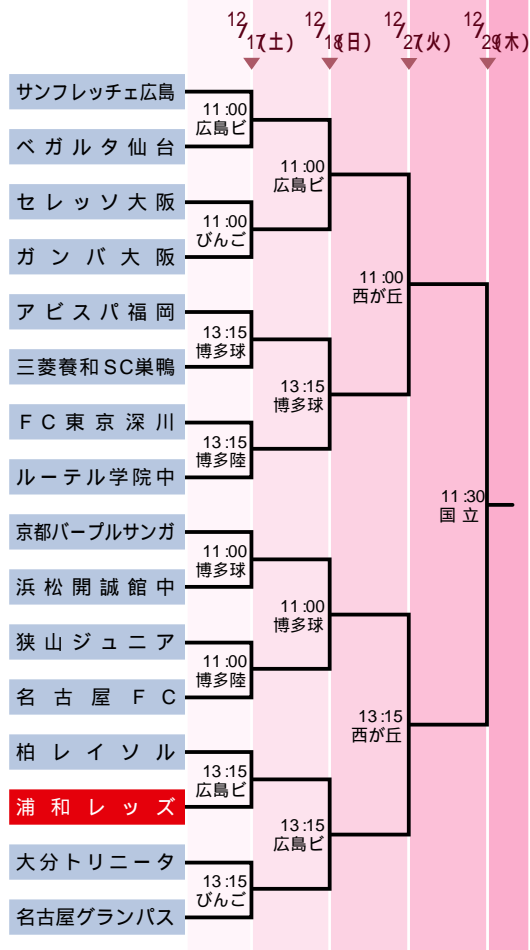 12/17(土)
12/18(日)
12/27(火)
12/29(木)
サンフレッチェ広島
ベガルタ仙台
セレッソ大阪
ガンバ大阪
アビスパ福岡
三菱養和SC巣鴨
FC東京深川
ルーテル学院中
京都パープルサンガ
浜松開誠館中
狭山ジュニア
名古屋FC
柏レイソル
浦和レッズ
大分トリニータ
名古屋グランパス
11:00
広島ビ
11:00
びんご
13:15
博多球
13:15
博多陸
11:00
博多球
11:00
博多陸
13:15
広島ビ
13:15
びんご
11:00
広島ビ
13:15
博多球
11:00
博多球
13:15
広島ビ
11:00
西が丘
13:15
西が丘
11:30
国立